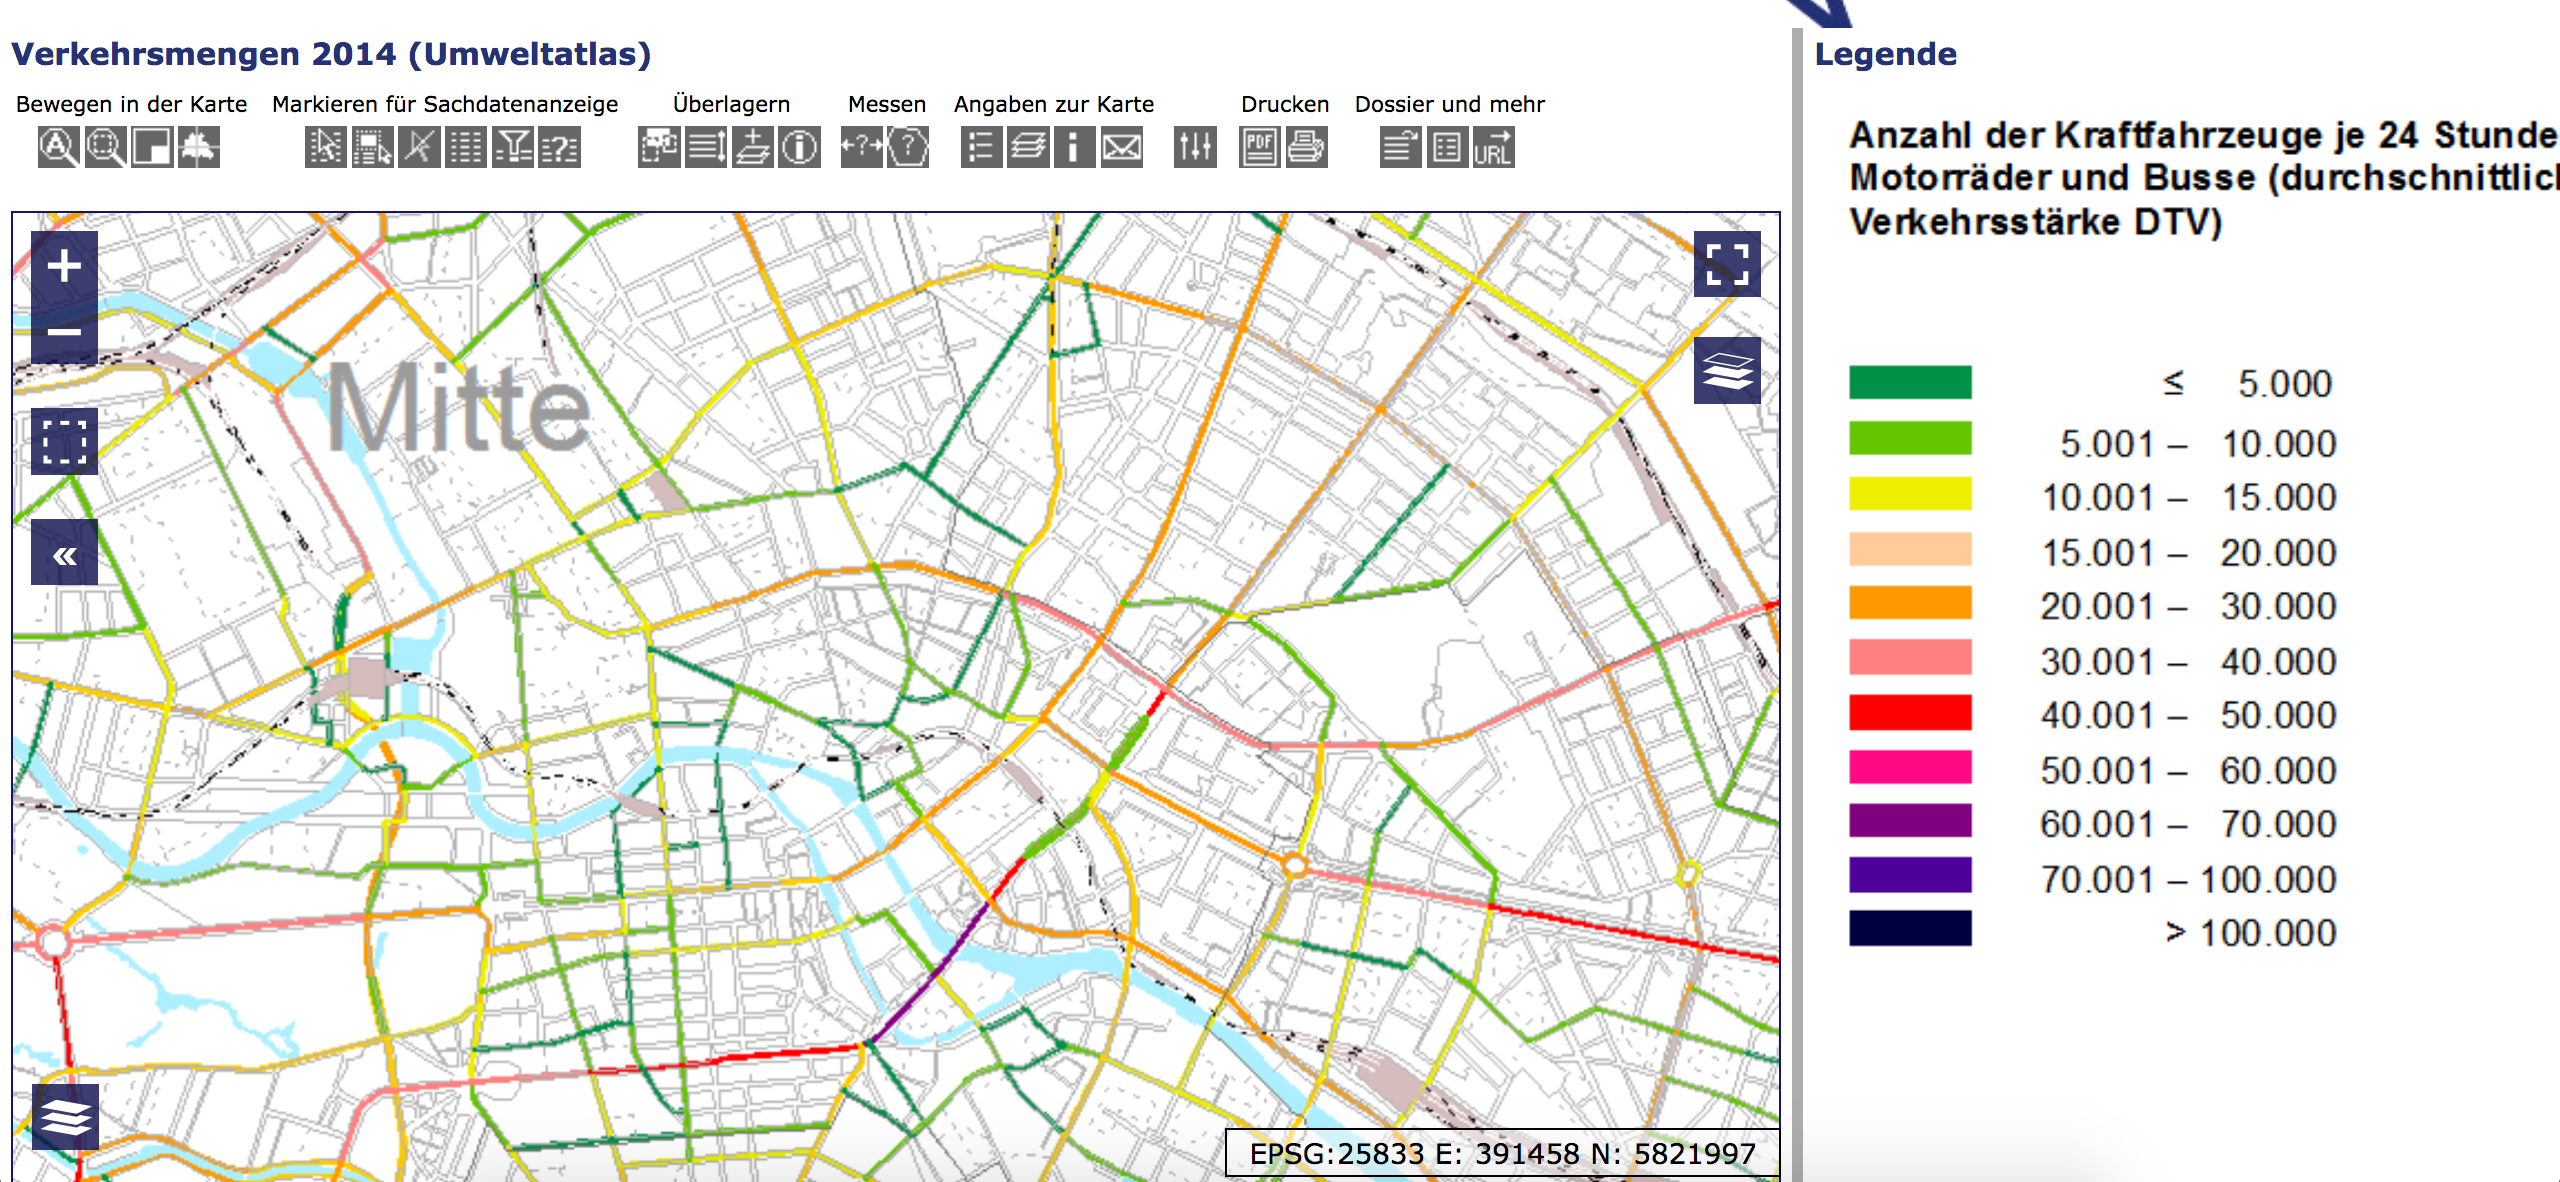 Verkehrsmengen 2014 (Umweltatlas)
Bewegen in der Karte Markieren für Sachdatenanzeige Überlagern Messen Angaben zur Karte Drucken Dossier und mehr
PDF
URL
Mitte
EPSG:25833 E: 391458 N: 5821997
Legende
Anzahl der Kraftfahrzeuge je 24 Stunde
Motorräder und Busse (durchschnittlich
Verkehrsstärke DTV)
≤ 5.000
5.001 – 10.000
10.001 – 15.000
15.001 – 20.000
20.001 – 30.000
30.001 – 40.000
40.001 – 50.000
50.001 – 60.000
60.001 – 70.000
70.001 – 100.000
> 100.000